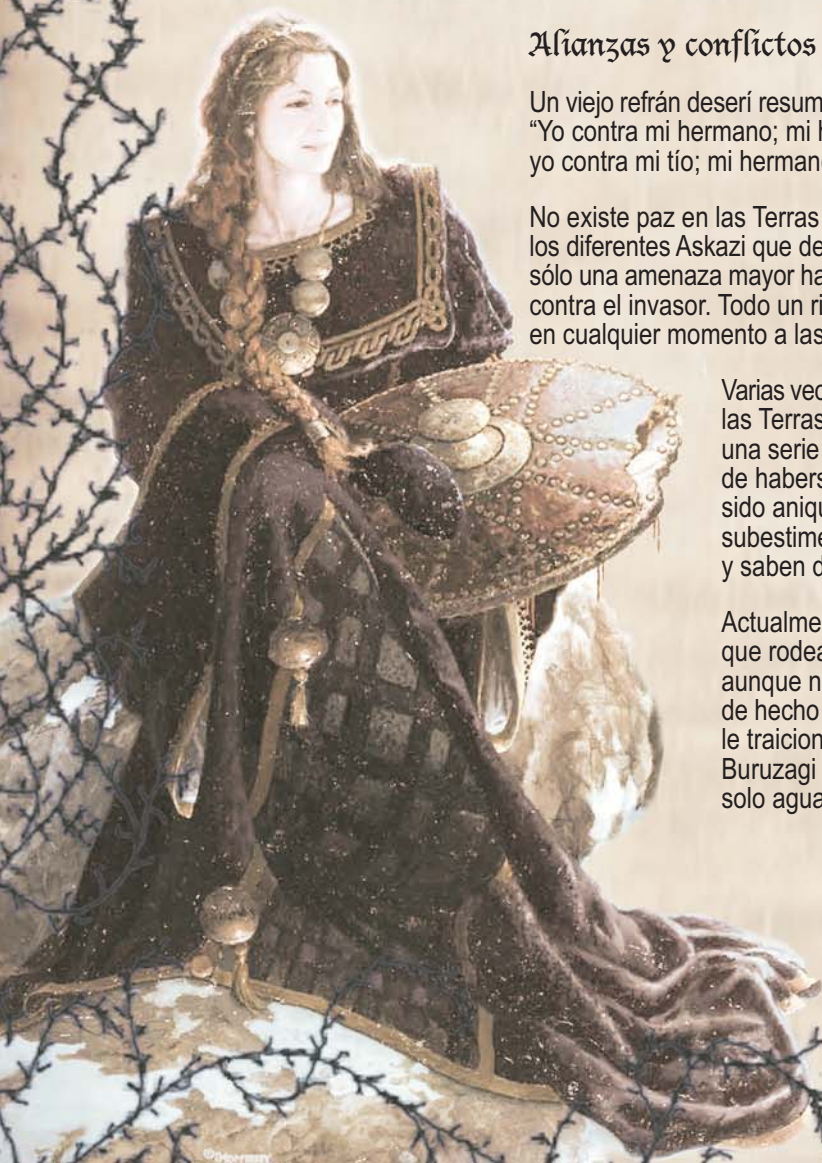 Alianzas y conflictos
Un viejo refrán deserí resum
“Yo contra mi hermano; mi h
yo contra mi tío; mi hermano
No existe paz en las Terras
los diferentes Askazi que de
sólo una amenaza mayor ha
contra el invasor. Todo un ri
en cualquier momento a las
Varias vec
las Terras
una serie
de habers
sido aniqu
subestime
y saben d
Actualme
que rodea
aunque n
de hecho
le traicion
Buruzagi
solo agua